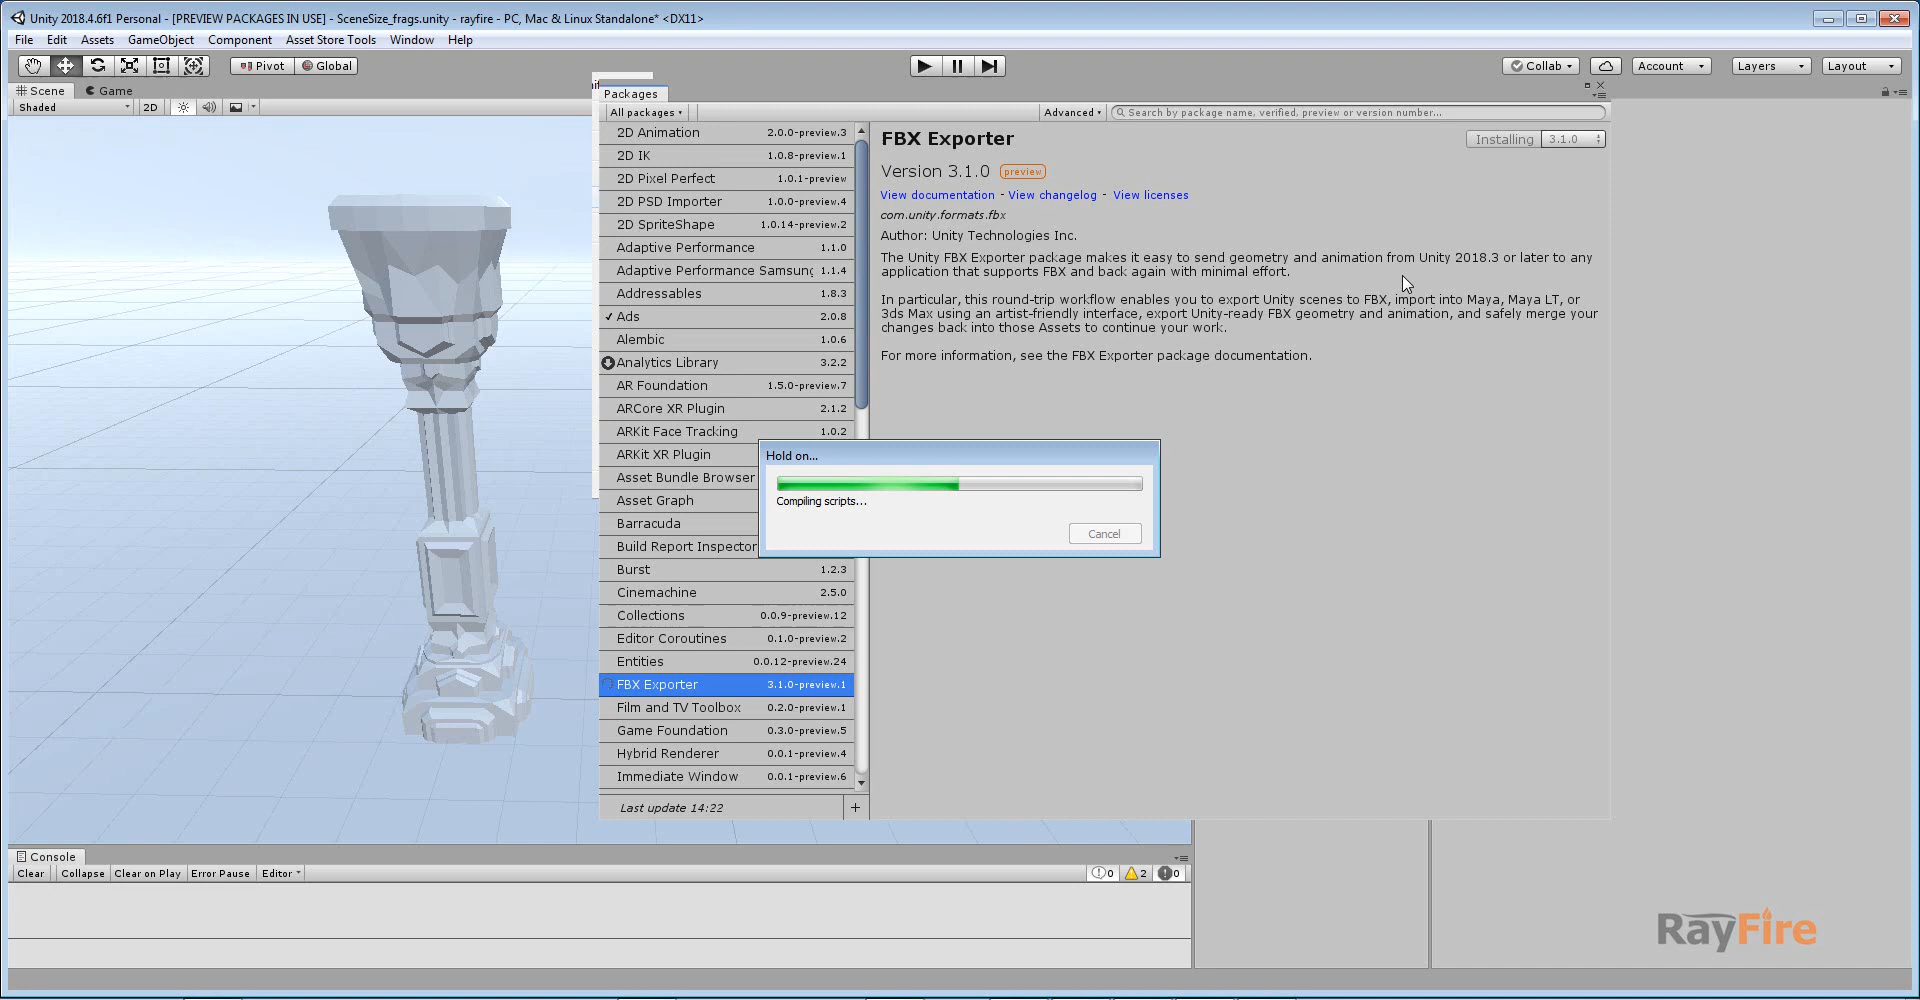 Unity 2018.4.6f1 Personal - [PREVIEW PACKAGES IN USE] - SceneSize_frags.unity - rayfire - PC, Mac & Linux Standalone* <DX11>
File Edit Assets GameObject Component Asset Store Tools Window Help
Pivot Global Collab Account Layers Layout
Scene Game
Shaded 2D
Packages
All packages Advanced Search by package name, verified, preview or version number...
2D Animation 2.0.0-preview.3
2D IK 1.0.8-preview.1
2D Pixel Perfect 1.0.1-preview
2D PSD Importer 1.0.0-preview.4
2D SpriteShape 1.0.14-preview.2
Adaptive Performance 1.1.0
Adaptive Performance Samsung 1.1.4
Addressables 1.8.3
✓ Ads 2.0.8
Alembic 1.0.6
Analytics Library 3.2.2
AR Foundation 1.5.0-preview.7
ARCore XR Plugin 2.1.2
ARKit Face Tracking 1.0.2
ARKit XR Plugin
Asset Bundle Browser
Asset Graph
Barracuda
Build Report Inspector
Burst 1.2.3
Cinemachine 2.5.0
Collections 0.0.9-preview.12
Editor Coroutines 0.1.0-preview.2
Entities 0.0.12-preview.24
FBX Exporter 3.1.0-preview.1
Film and TV Toolbox 0.2.0-preview.1
Game Foundation 0.3.0-preview.5
Hybrid Renderer 0.0.1-preview.4
Immediate Window 0.0.1-preview.6
Last update 14:22 +
FBX Exporter
Installing 3.1.0
Version 3.1.0 preview
View documentation - View changelog - View licenses
com.unity.formats.fbx
Author: Unity Technologies Inc.
The Unity FBX Exporter package makes it easy to send geometry and animation from Unity 2018.3 or later to any
application that supports FBX and back again with minimal effort.
In particular, this round-trip workflow enables you to export Unity scenes to FBX, import into Maya, Maya LT, or
3ds Max using an artist-friendly interface, export Unity-ready FBX geometry and animation, and safely merge your
changes back into those Assets to continue your work.
For more information, see the FBX Exporter package documentation.
Hold on...
Compiling scripts...
Cancel
Console
Clear Collapse Clear on Play Error Pause Editor 0 2 0
RayFire